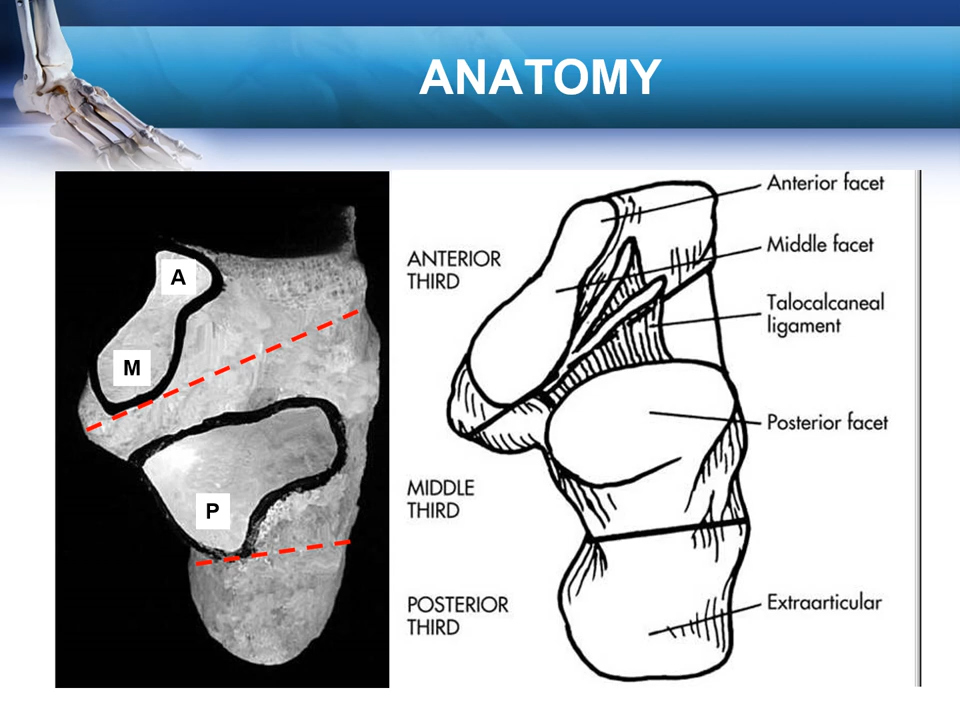 ANATOMY
A
M
P
ANTERIOR
THIRD
MIDDLE
THIRD
POSTERIOR
THIRD
Anterior facet
Middle facet
Talocalcaneal
ligament
Posterior facet
Extraarticular